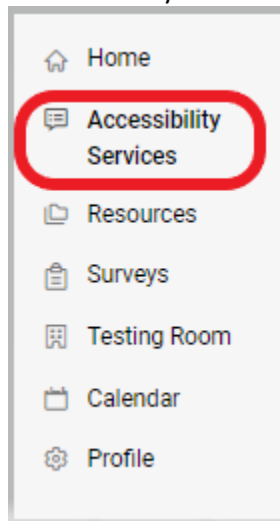 Home
Accessibility
Services
Resources
Surveys
Testing Room
Calendar
Profile